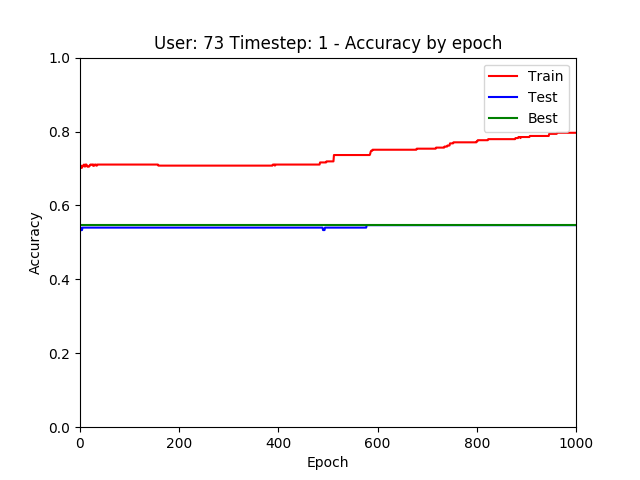 User: 73 Timestep: 1 - Accuracy by epoch
1.0
0.8
0.6
0.4
0.2
0.0
Accuracy
Train
Test
Best
0 200 400 600 800 1000
Epoch